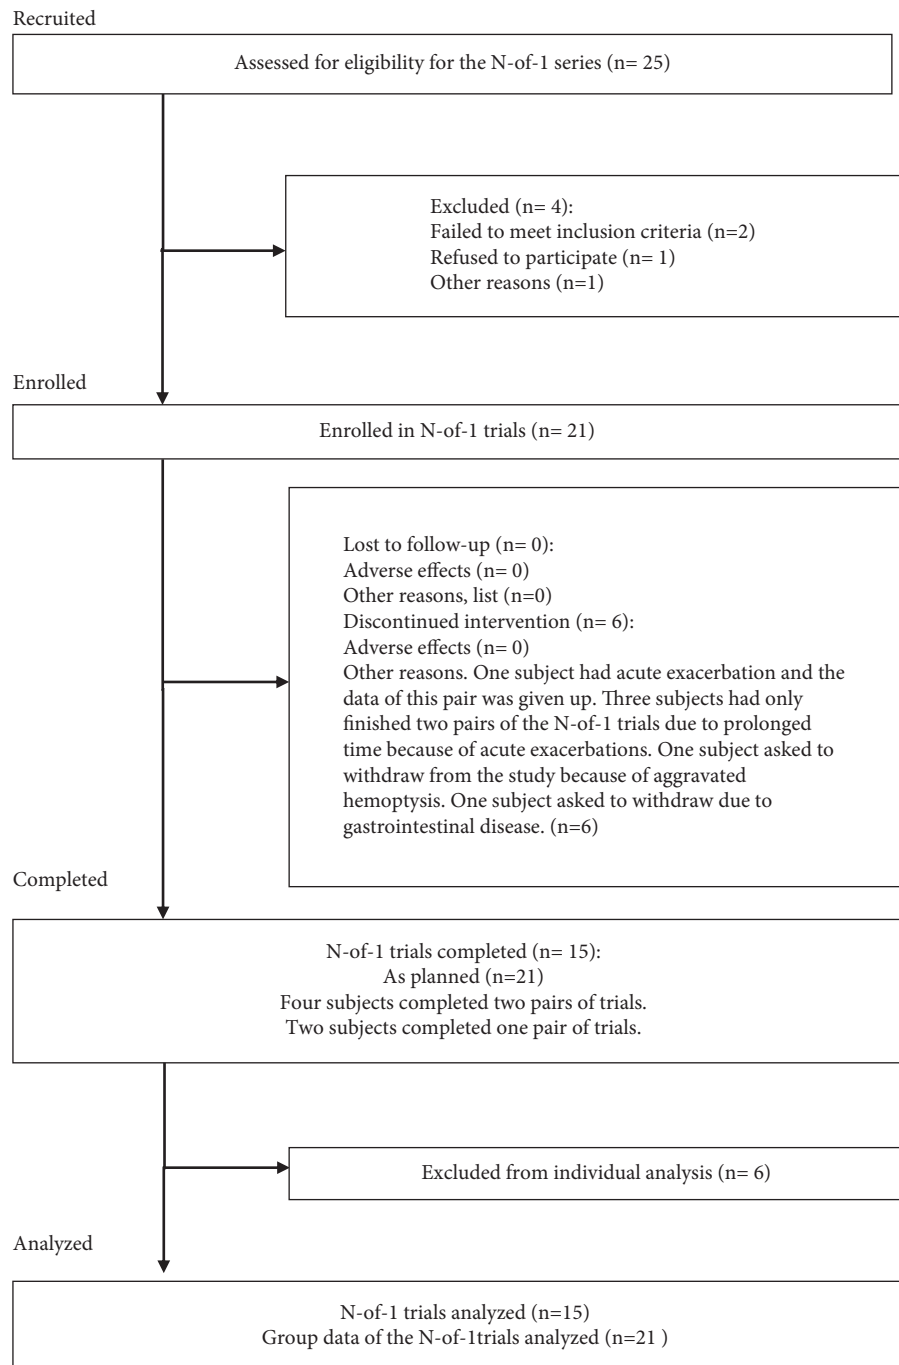 Recruited
Assessed for eligibility for the N-of-1 series (n= 25)
Excluded (n= 4):
Failed to meet inclusion criteria (n=2)
Refused to participate (n= 1)
Other reasons (n=1)
Enrolled
Enrolled in N-of-1 trials (n= 21)
Lost to follow-up (n= 0):
Adverse effects (n= 0)
Other reasons, list (n=0)
Discontinued intervention (n= 6):
Adverse effects (n= 0)
Other reasons. One subject had acute exacerbation and the
data of this pair was given up. Three subjects had only
finished two pairs of the N-of-1 trials due to prolonged
time because of acute exacerbations. One subject asked to
withdraw from the study because of aggravated
hemoptysis. One subject asked to withdraw due to
gastrointestinal disease. (n=6)
Completed
N-of-1 trials completed (n= 15):
As planned (n=21)
Four subjects completed two pairs of trials.
Two subjects completed one pair of trials.
Excluded from individual analysis (n= 6)
Analyzed
N-of-1 trials analyzed (n=15)
Group data of the N-of-1trials analyzed (n=21 )